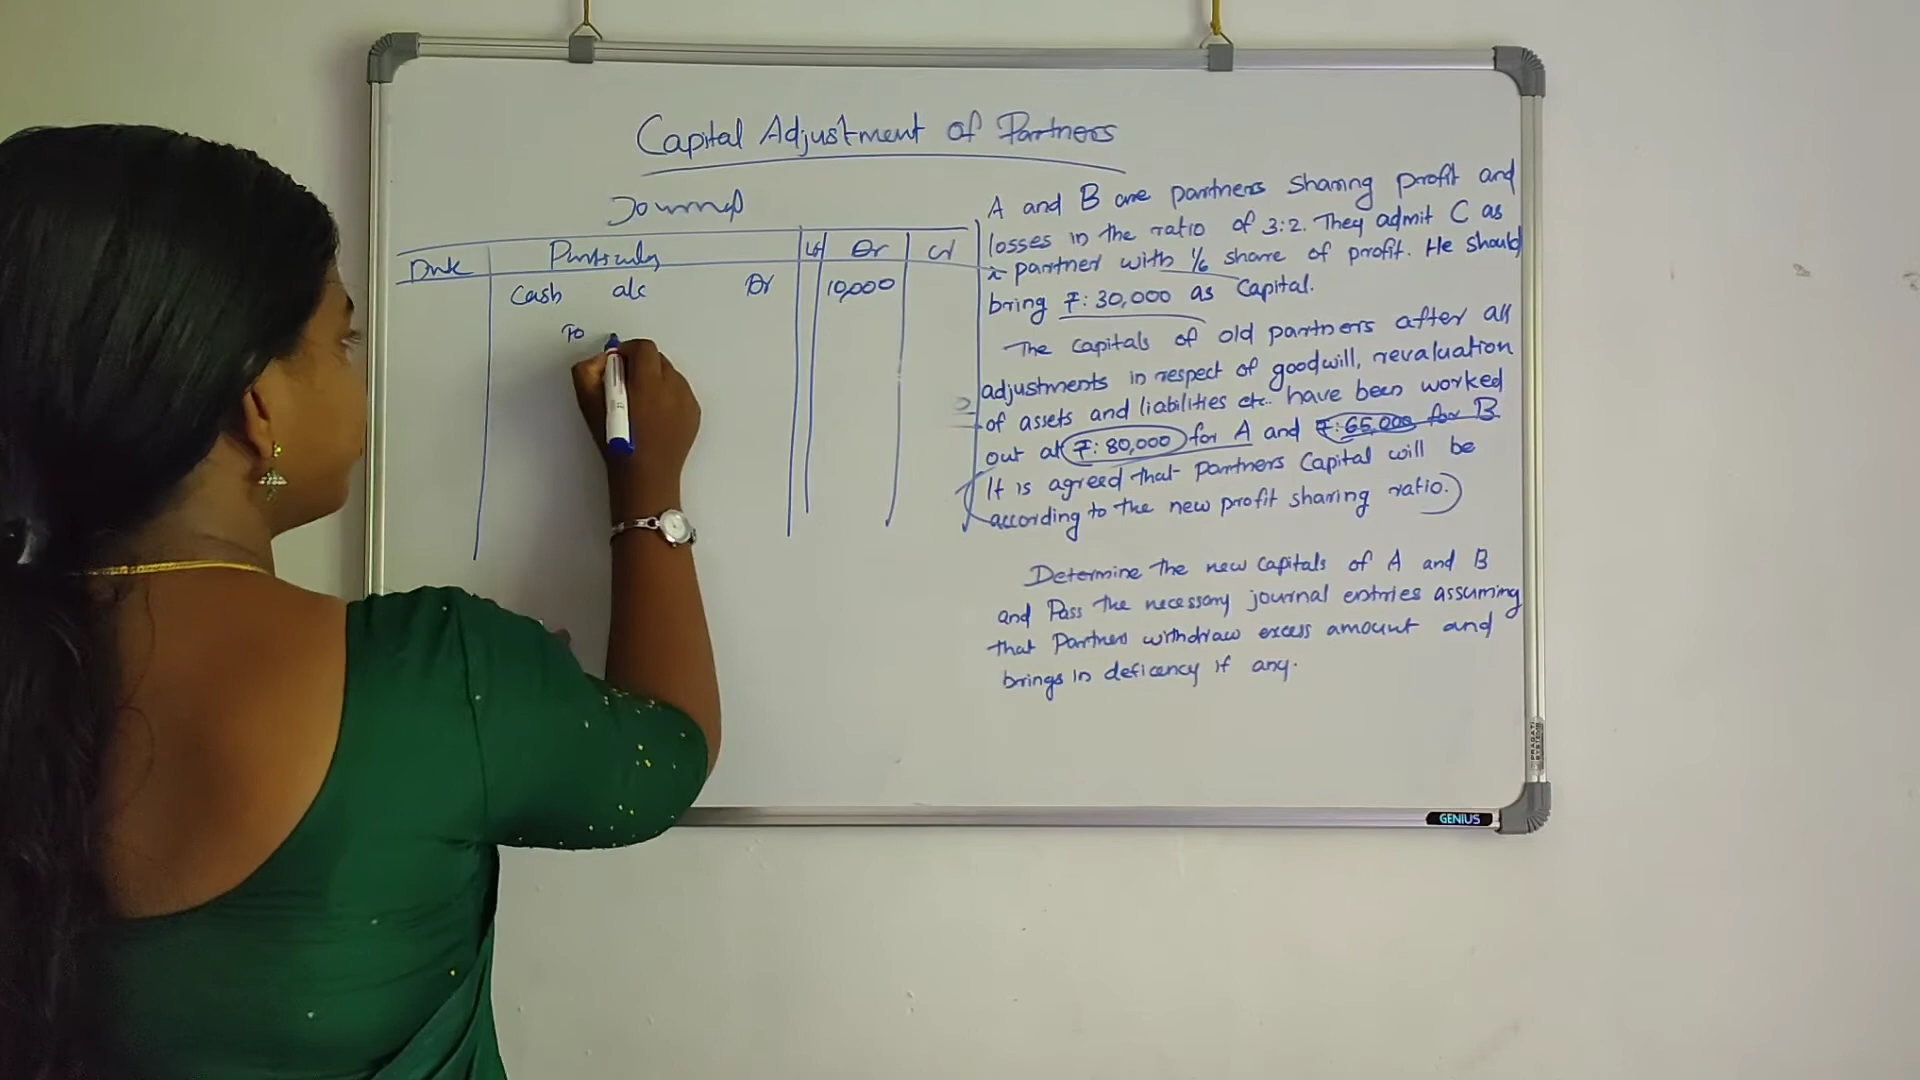 Capital Adjustment of Partners
Journal
Date Particulars Lf Dr Cr
Cash a/c Dr 10,000
To
A and B are partners sharing profit and
losses in the ratio of 3:2. They admit C as
a partner with 1/6 share of profit. He should
bring ₹: 30,000 as Capital.
The capitals of old partners after all
adjustments in respect of goodwill, revaluation
of assets and liabilities etc.. have been worked
out at ₹: 80,000 for A and ₹: 65,000 for B
It is agreed that partners Capital will be
according to the new profit sharing ratio.
Determine the new capitals of A and B
and Pass the necessary journal entries assuming
that Partners withdraw excess amount and
brings in deficency if any.
PRAGATI SYSTEMS
GENIUS